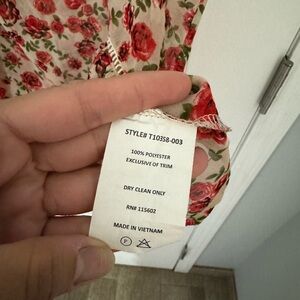 STYLE# T10358-003
100% POLYESTER
EXCLUSIVE OF TRIM
DRY CLEAN ONLY
RN# 115602
MADE IN VIETNAM
F